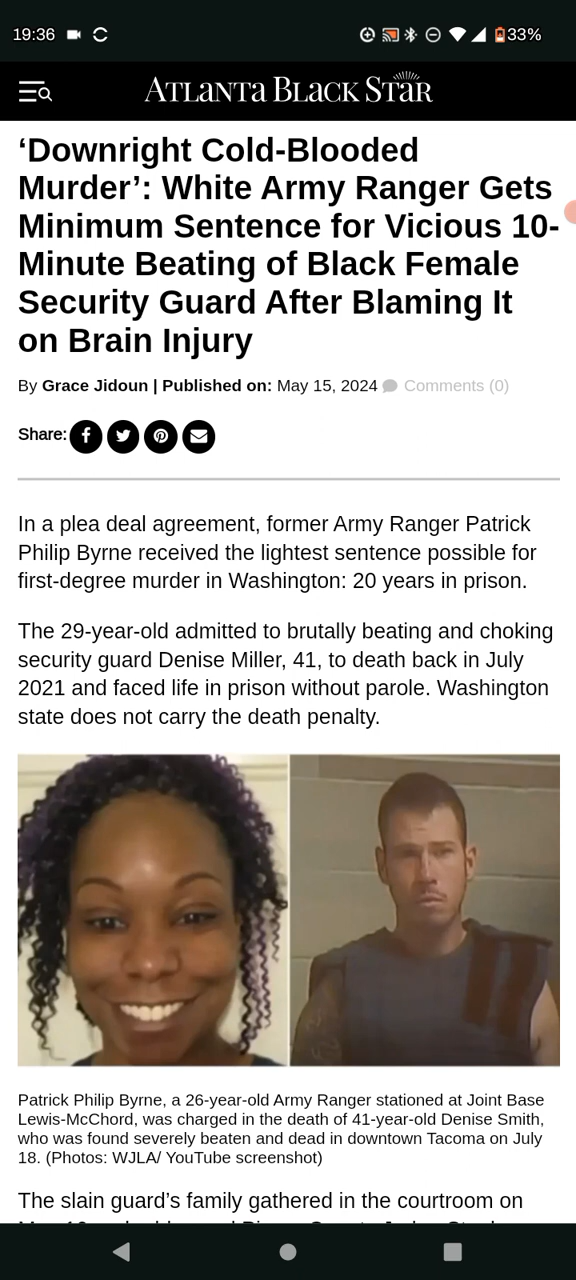 19:36
33%
ATLANTA BLACK STAR
‘Downright Cold-Blooded
Murder’: White Army Ranger Gets
Minimum Sentence for Vicious 10-
Minute Beating of Black Female
Security Guard After Blaming It
on Brain Injury
By Grace Jidoun | Published on: May 15, 2024 Comments (0)
Share:
In a plea deal agreement, former Army Ranger Patrick
Philip Byrne received the lightest sentence possible for
first-degree murder in Washington: 20 years in prison.
The 29-year-old admitted to brutally beating and choking
security guard Denise Miller, 41, to death back in July
2021 and faced life in prison without parole. Washington
state does not carry the death penalty.
Patrick Philip Byrne, a 26-year-old Army Ranger stationed at Joint Base
Lewis-McChord, was charged in the death of 41-year-old Denise Smith,
who was found severely beaten and dead in downtown Tacoma on July
18. (Photos: WJLA/ YouTube screenshot)
The slain guard’s family gathered in the courtroom on